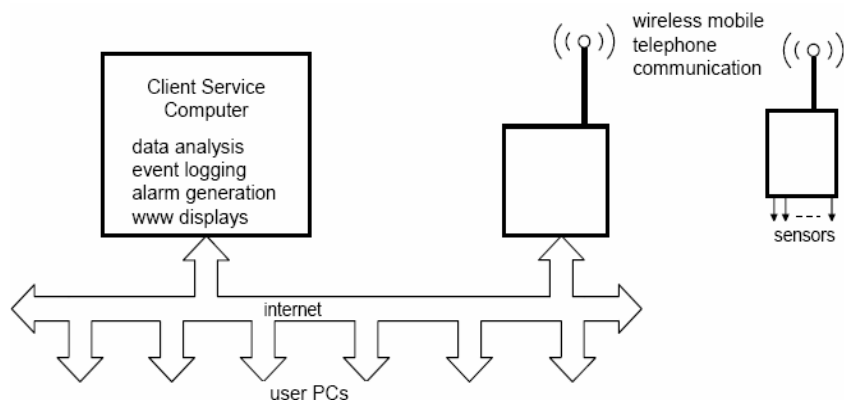 Client Service
Computer
data analysis
event logging
alarm generation
www displays
wireless mobile
telephone
communication
sensors
internet
user PCs